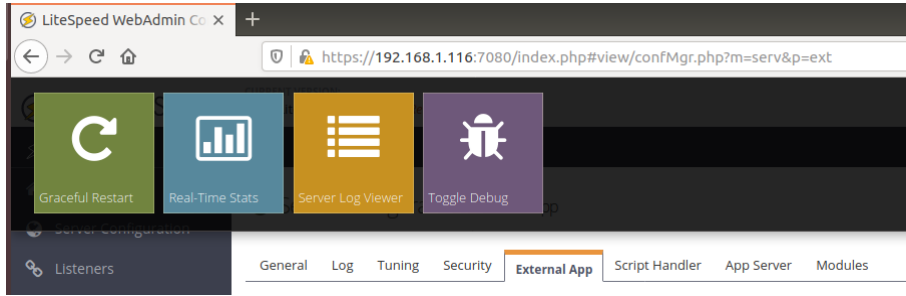 LiteSpeed WebAdmin Co
https://192.168.1.116:7080/index.php#view/confMgr.php?m=serv&p=ext
Graceful Restart
Real-Time Stats
Server Log Viewer
Toggle Debug
Server Configuration
Listeners
General Log Tuning Security External App Script Handler App Server Modules